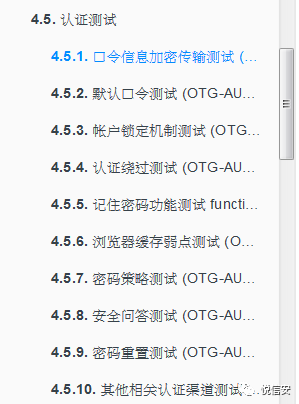 4.5. 认证测试
4.5.1. 口令信息加密传输测试 (...
4.5.2. 默认口令测试 (OTG-AU...
4.5.3. 帐户锁定机制测试 (OTG...
4.5.4. 认证绕过测试 (OTG-AU...
4.5.5. 记住密码功能测试 functi...
4.5.6. 浏览器缓存弱点测试 (O...
4.5.7. 密码策略测试 (OTG-AU...
4.5.8. 安全问答测试 (OTG-AU...
4.5.9. 密码重置测试 (OTG-AU...
4.5.10. 其他相关认证渠道测试...
悦信安